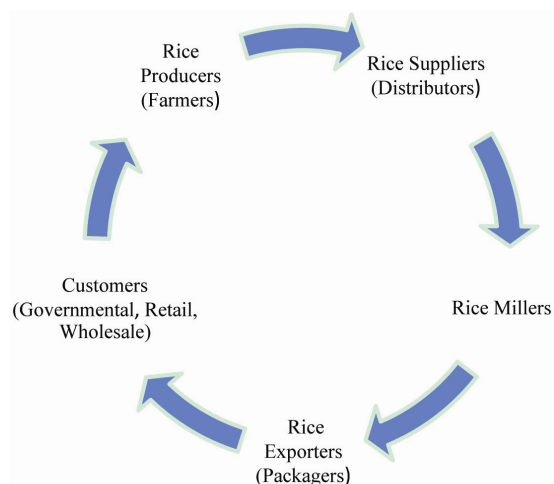 Rice
Producers
(Farmers)
Rice Suppliers
(Distributors)
Rice Millers
Rice
Exporters
(Packagers)
Customers
(Governmental, Retail,
Wholesale)